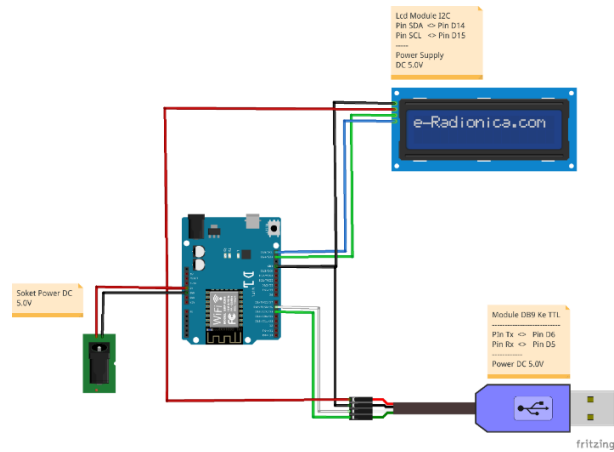 Lcd Module I2C
Pin SDA <> Pin D14
Pin SCL <> Pin D15
-----
Power Supply
DC 5.0V
e-Radionica.com
Soket Power DC
5.0V
WiFi
D1
Module DB9 Ke TTL
--------------------------
Pin Tx <> Pin D6
Pin Rx <> Pin D5
-----------
Power DC 5.0V
fritzing